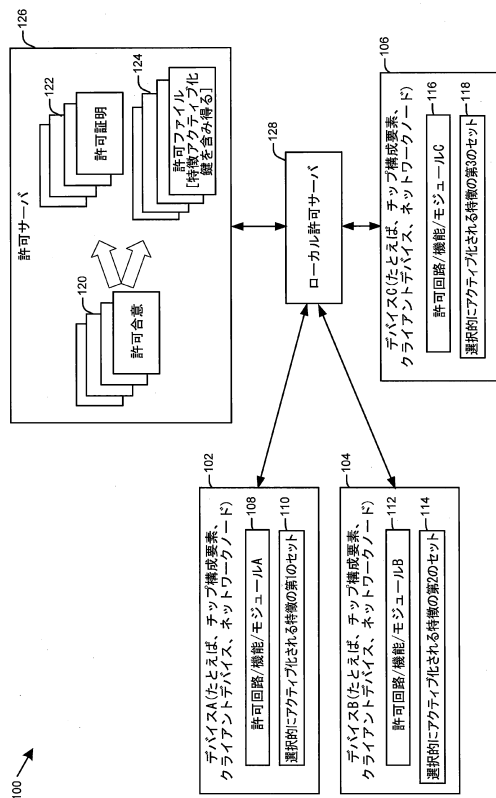 100
126
許可サーバ
120
許可合意
122
許可証明
124
許可ファイル
[特徴アクティブ化
鍵を含み得る]
128
ローカル許可サーバ
102
デバイスA(たとえば、チップ構成要素、
クライアントデバイス、ネットワークノード)
108
許可回路/機能/モジュールA
110
選択的にアクティブ化される特徴の第1のセット
104
デバイスB(たとえば、チップ構成要素、
クライアントデバイス、ネットワークノード)
112
許可回路/機能/モジュールB
114
選択的にアクティブ化される特徴の第2のセット
106
デバイスC(たとえば、チップ構成要素、
クライアントデバイス、ネットワークノード)
116
許可回路/機能/モジュールC
118
選択的にアクティブ化される特徴の第3のセット